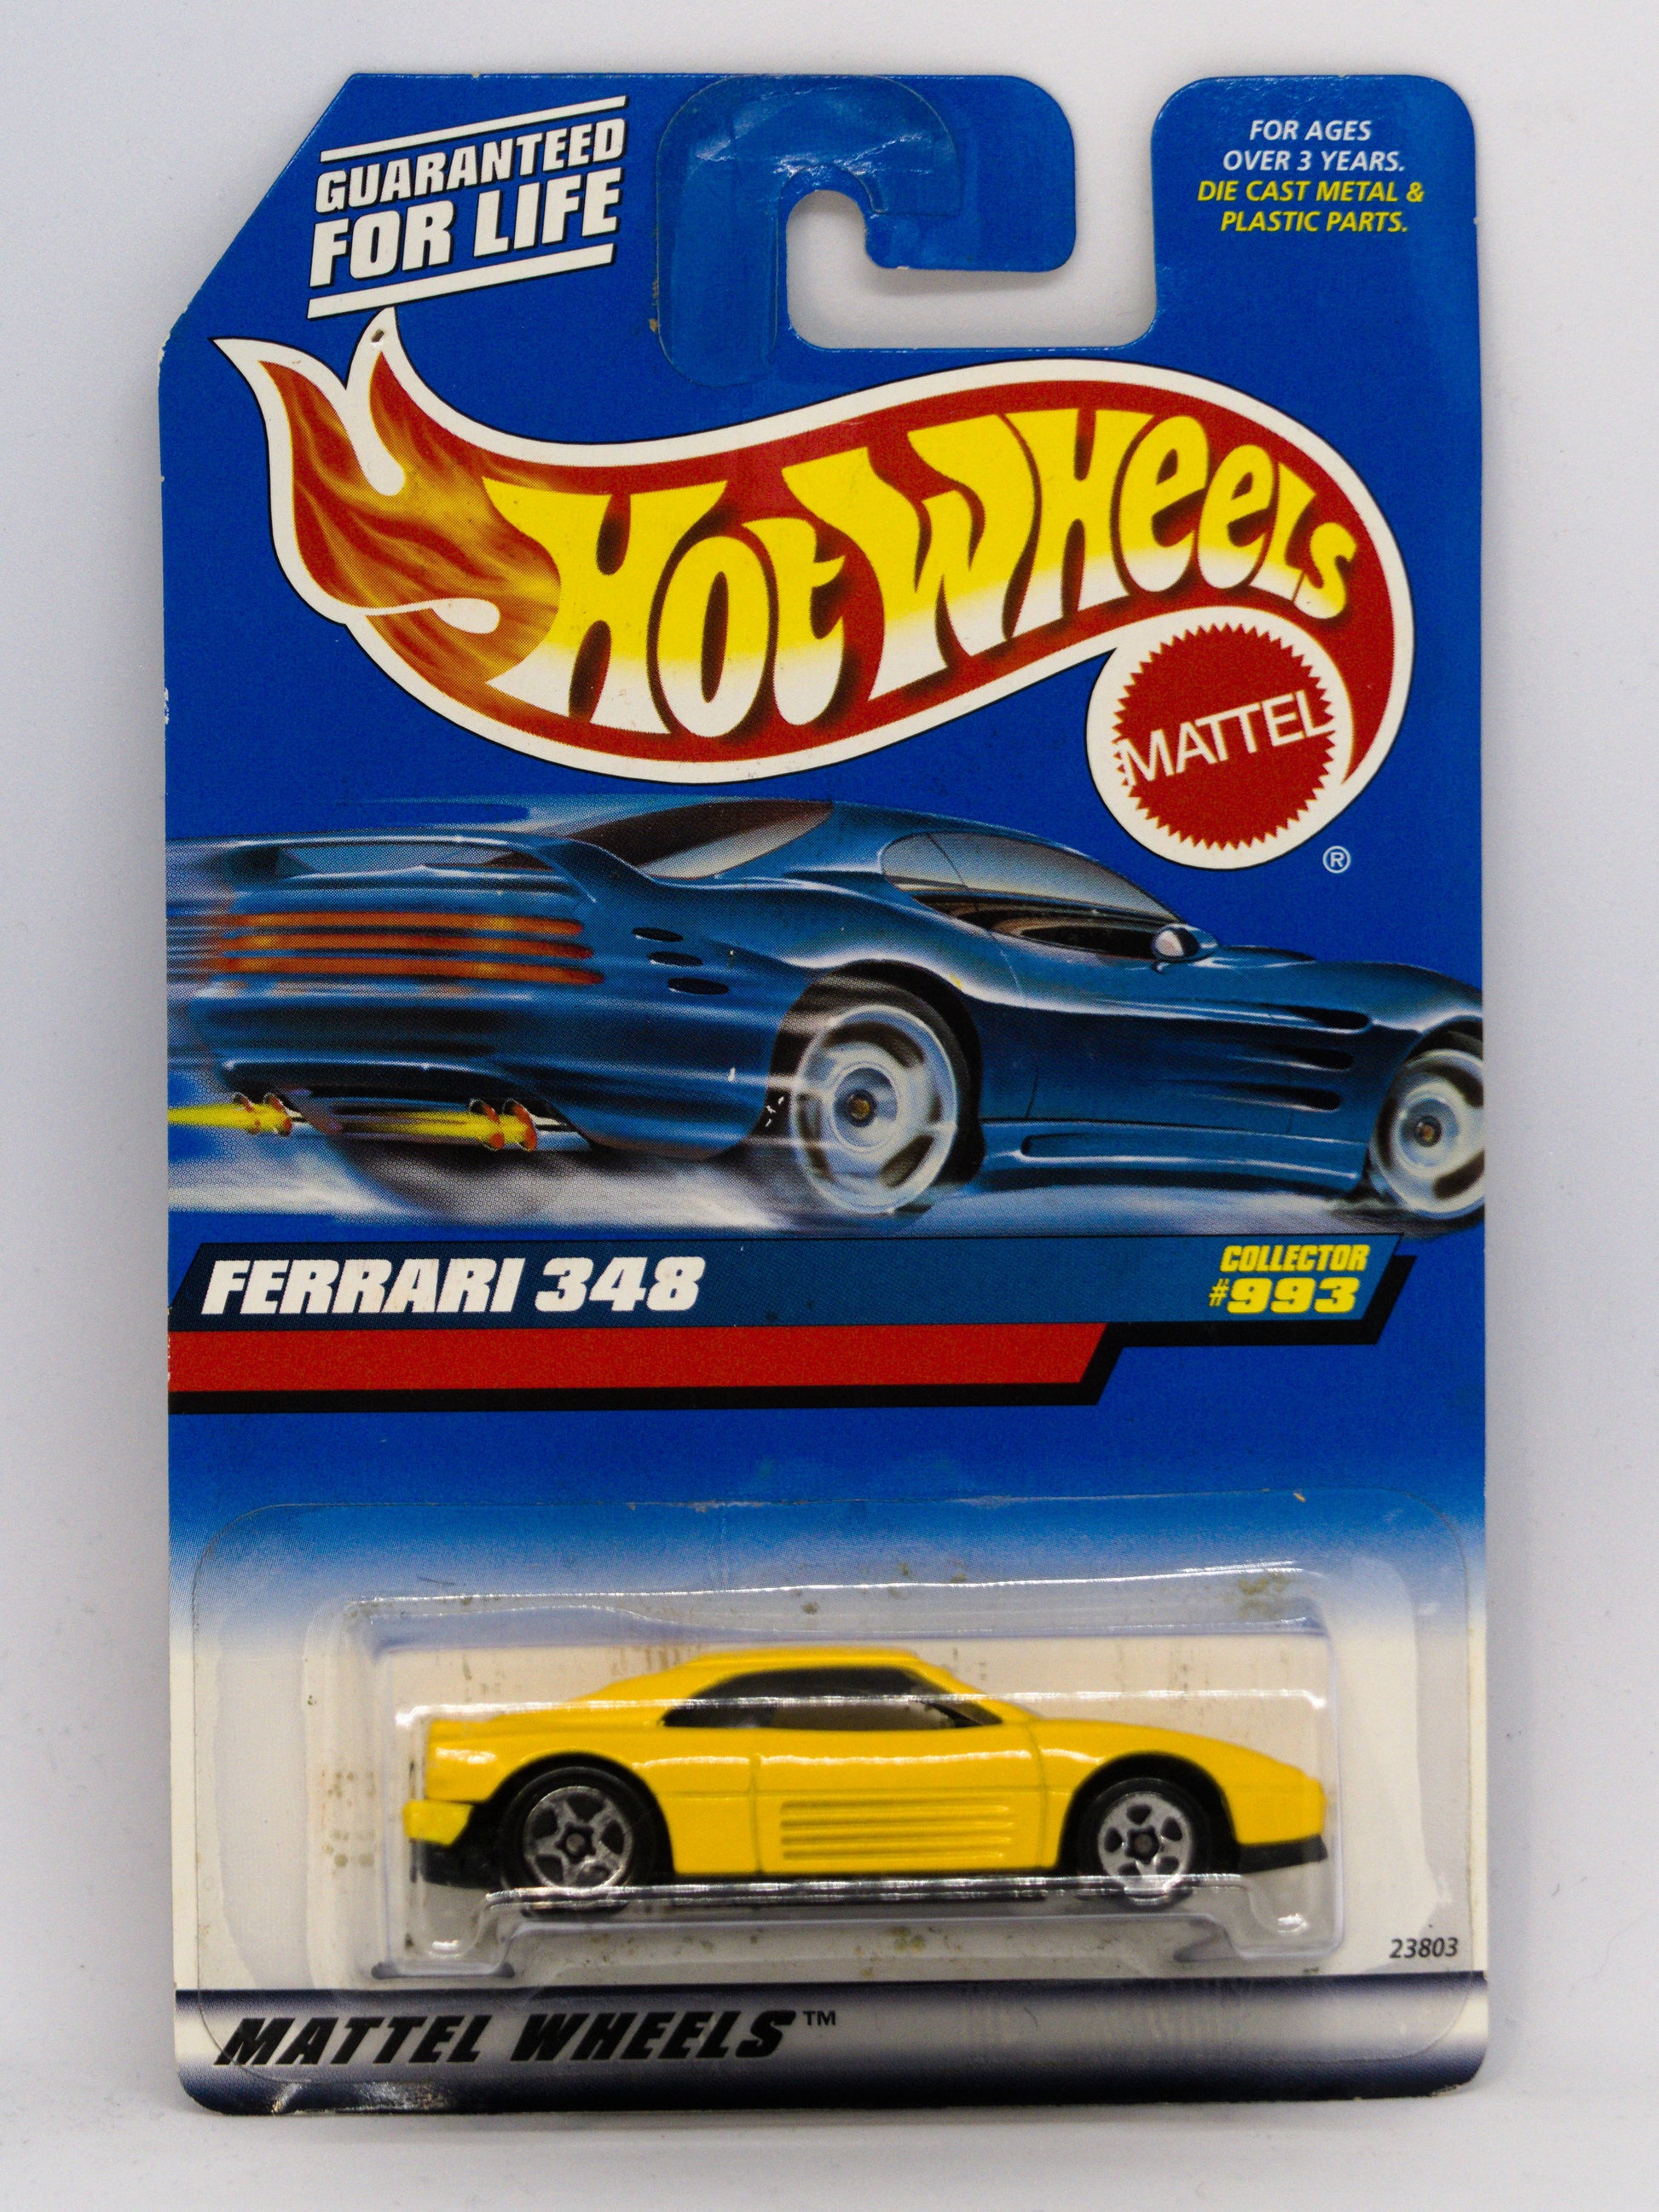 GUARANTEED
FOR LIFE
FOR AGES
OVER 3 YEARS.
DIE CAST METAL &
PLASTIC PARTS.
HOT WHEELS
MATTEL
®
FERRARI 348
COLLECTOR
#993
23803
MATTEL WHEELS™